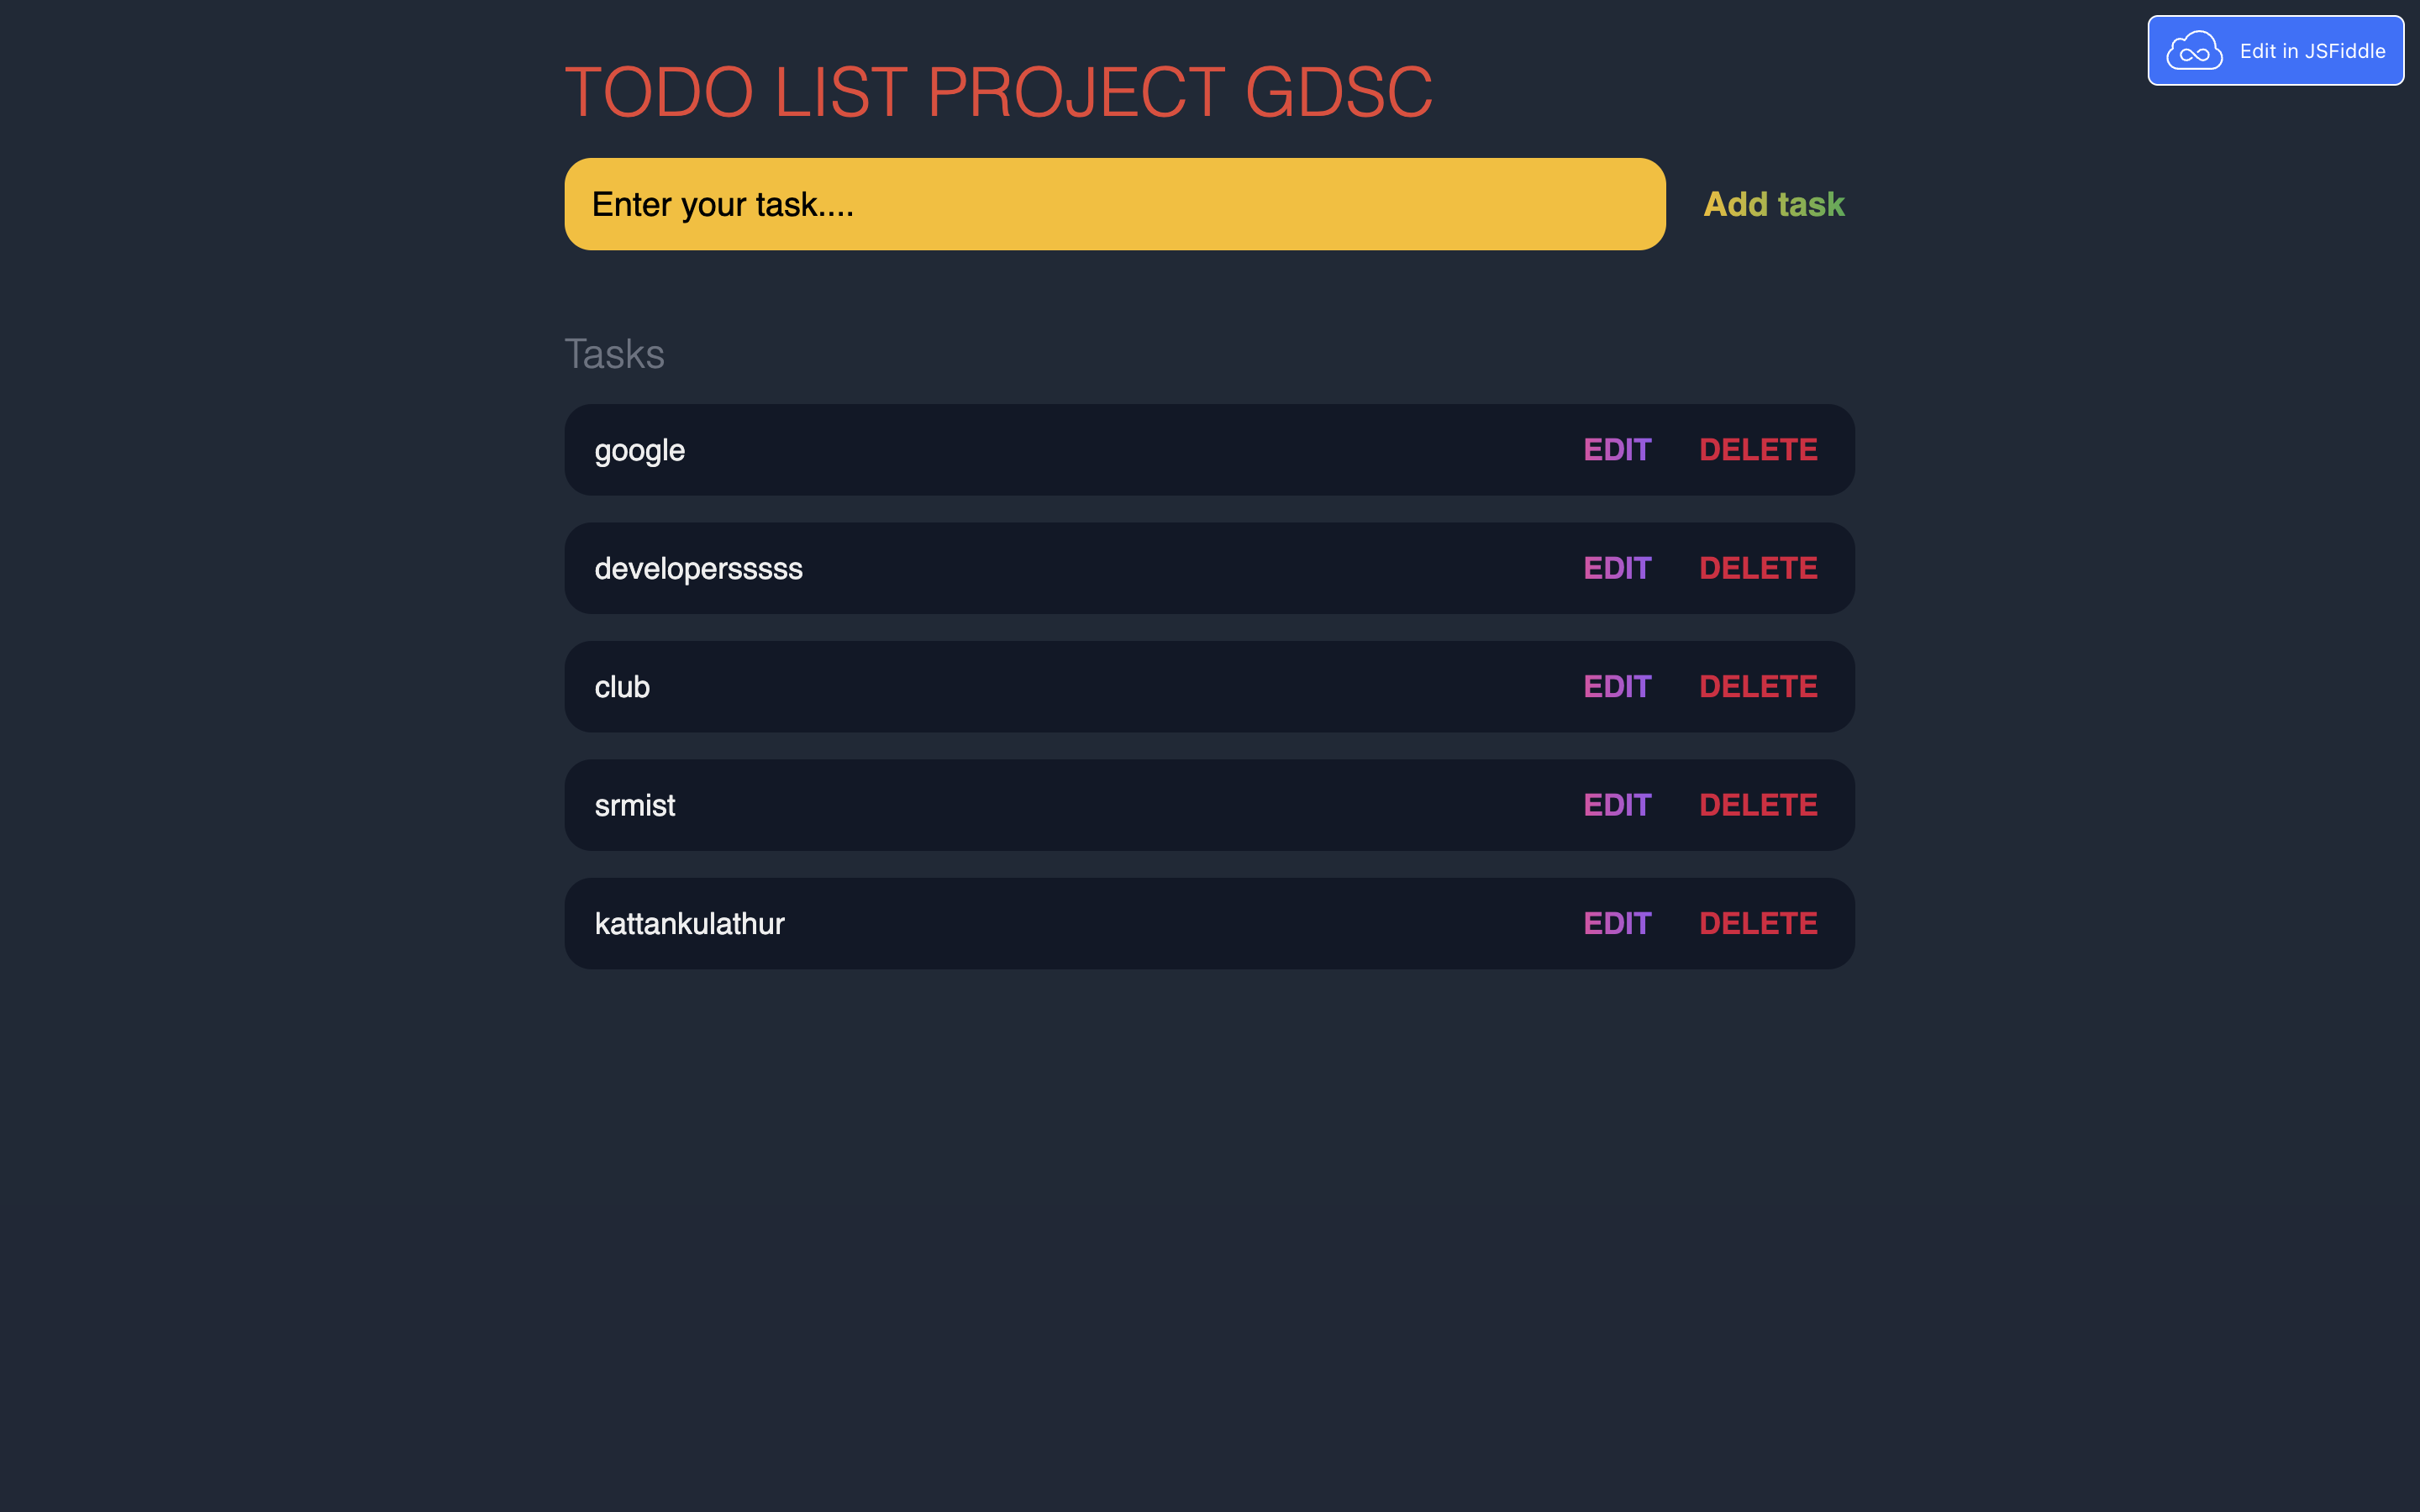 Edit in JSFiddle
TODO LIST PROJECT GDSC
Enter your task....
Add task
Tasks
google EDIT DELETE
developersssss EDIT DELETE
club EDIT DELETE
srmist EDIT DELETE
kattankulathur EDIT DELETE